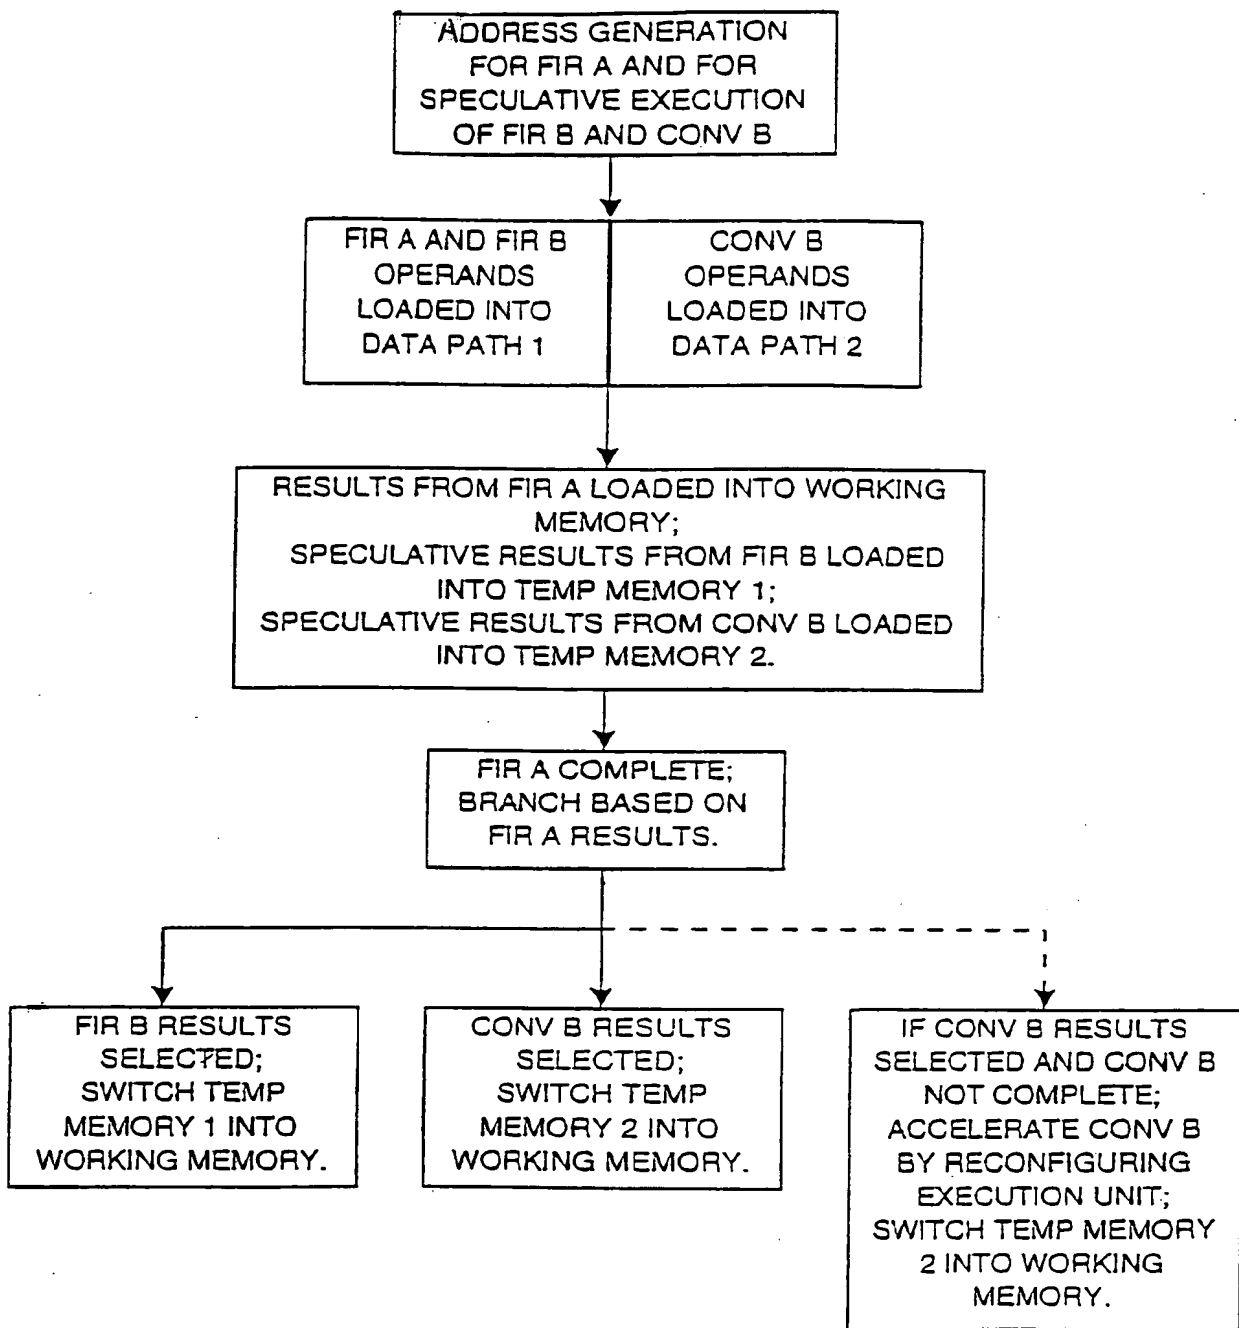 ADDRESS GENERATION
FOR FIR A AND FOR
SPECULATIVE EXECUTION
OF FIR B AND CONV B
FIR A AND FIR B
OPERANDS
LOADED INTO
DATA PATH 1
CONV B
OPERANDS
LOADED INTO
DATA PATH 2
RESULTS FROM FIR A LOADED INTO WORKING
MEMORY;
SPECULATIVE RESULTS FROM FIR B LOADED
INTO TEMP MEMORY 1;
SPECULATIVE RESULTS FROM CONV B LOADED
INTO TEMP MEMORY 2.
FIR A COMPLETE;
BRANCH BASED ON
FIR A RESULTS.
FIR B RESULTS
SELECTED;
SWITCH TEMP
MEMORY 1 INTO
WORKING MEMORY.
CONV B RESULTS
SELECTED;
SWITCH TEMP
MEMORY 2 INTO
WORKING MEMORY.
IF CONV B RESULTS
SELECTED AND CONV B
NOT COMPLETE;
ACCELERATE CONV B
BY RECONFIGURING
EXECUTION UNIT;
SWITCH TEMP MEMORY
2 INTO WORKING
MEMORY.